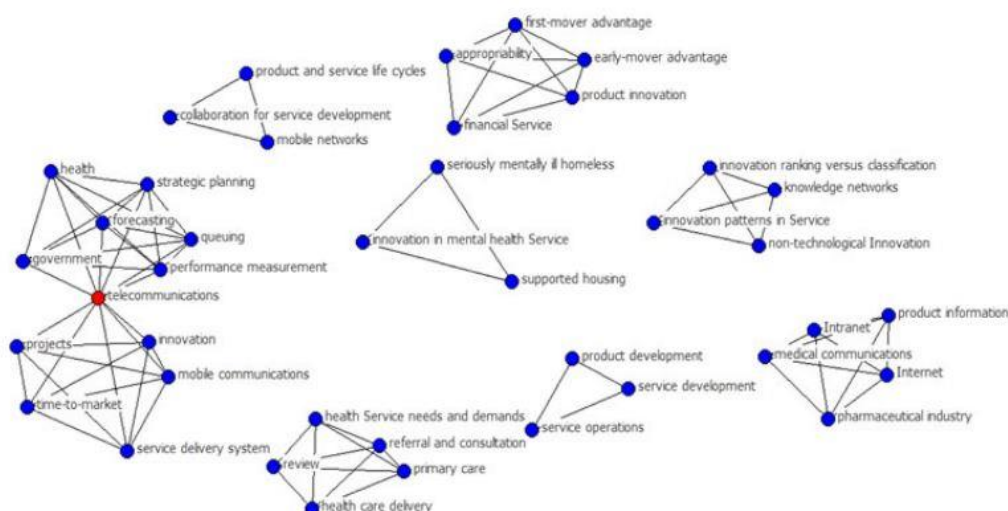 first-mover advantage
appropriability
early-mover advantage
product innovation
financial Service
product and service life cycles
collaboration for service development
mobile networks
health
strategic planning
forecasting
queuing
government
performance measurement
telecommunications
projects
innovation
mobile communications
time-to-market
service delivery system
seriously mentally ill homeless
innovation in mental health Service
supported housing
innovation ranking versus classification
knowledge networks
innovation patterns in Service
non-technological Innovation
product information
Intranet
medical communications
Internet
pharmaceutical industry
product development
service development
service operations
health Service needs and demands
referral and consultation
review
primary care
health care delivery